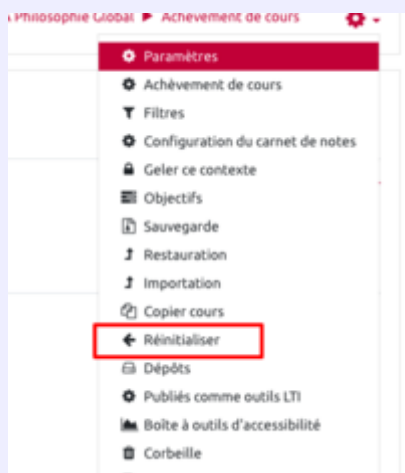 Philosophie Global ► Achèvement de cours
Paramètres
Achèvement de cours
Filtres
Configuration du carnet de notes
Geler ce contexte
Objectifs
Sauvegarde
Restauration
Importation
Copier cours
Réinitialiser
Dépôts
Publiés comme outils LTI
Boîte à outils d'accessibilité
Corbeille